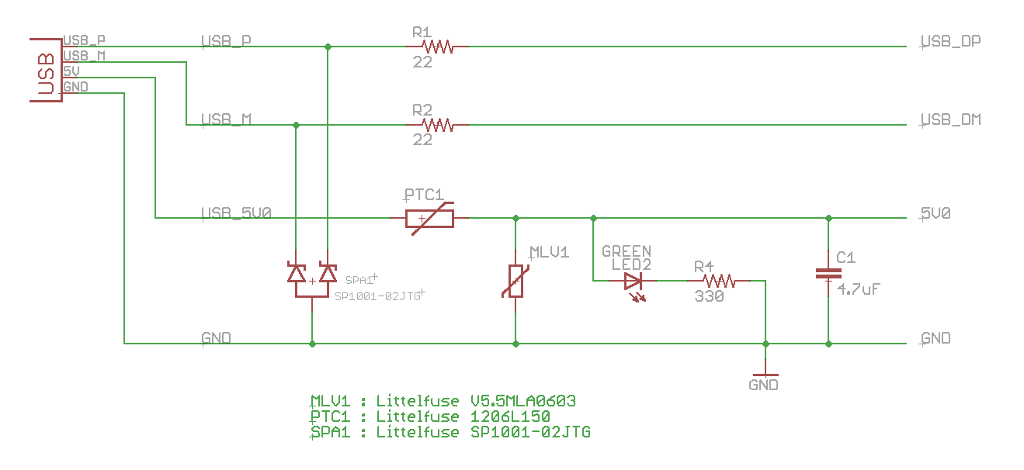 USB
USB_P
USB_M
5V
GND
USB_P
R1
22
USB_DP
USB_M
R2
22
USB_DM
USB_5V0
PTC1
5V0
MLV1
GREEN
LED2
R4
330
C1
4.7uF
SPA1
SP1001-02JTG
GND
GND
GND
MLV1 : Littelfuse V5.5MLA0603
PTC1 : Littelfuse 1206L150
SPA1 : Littelfuse SP1001-02JTG